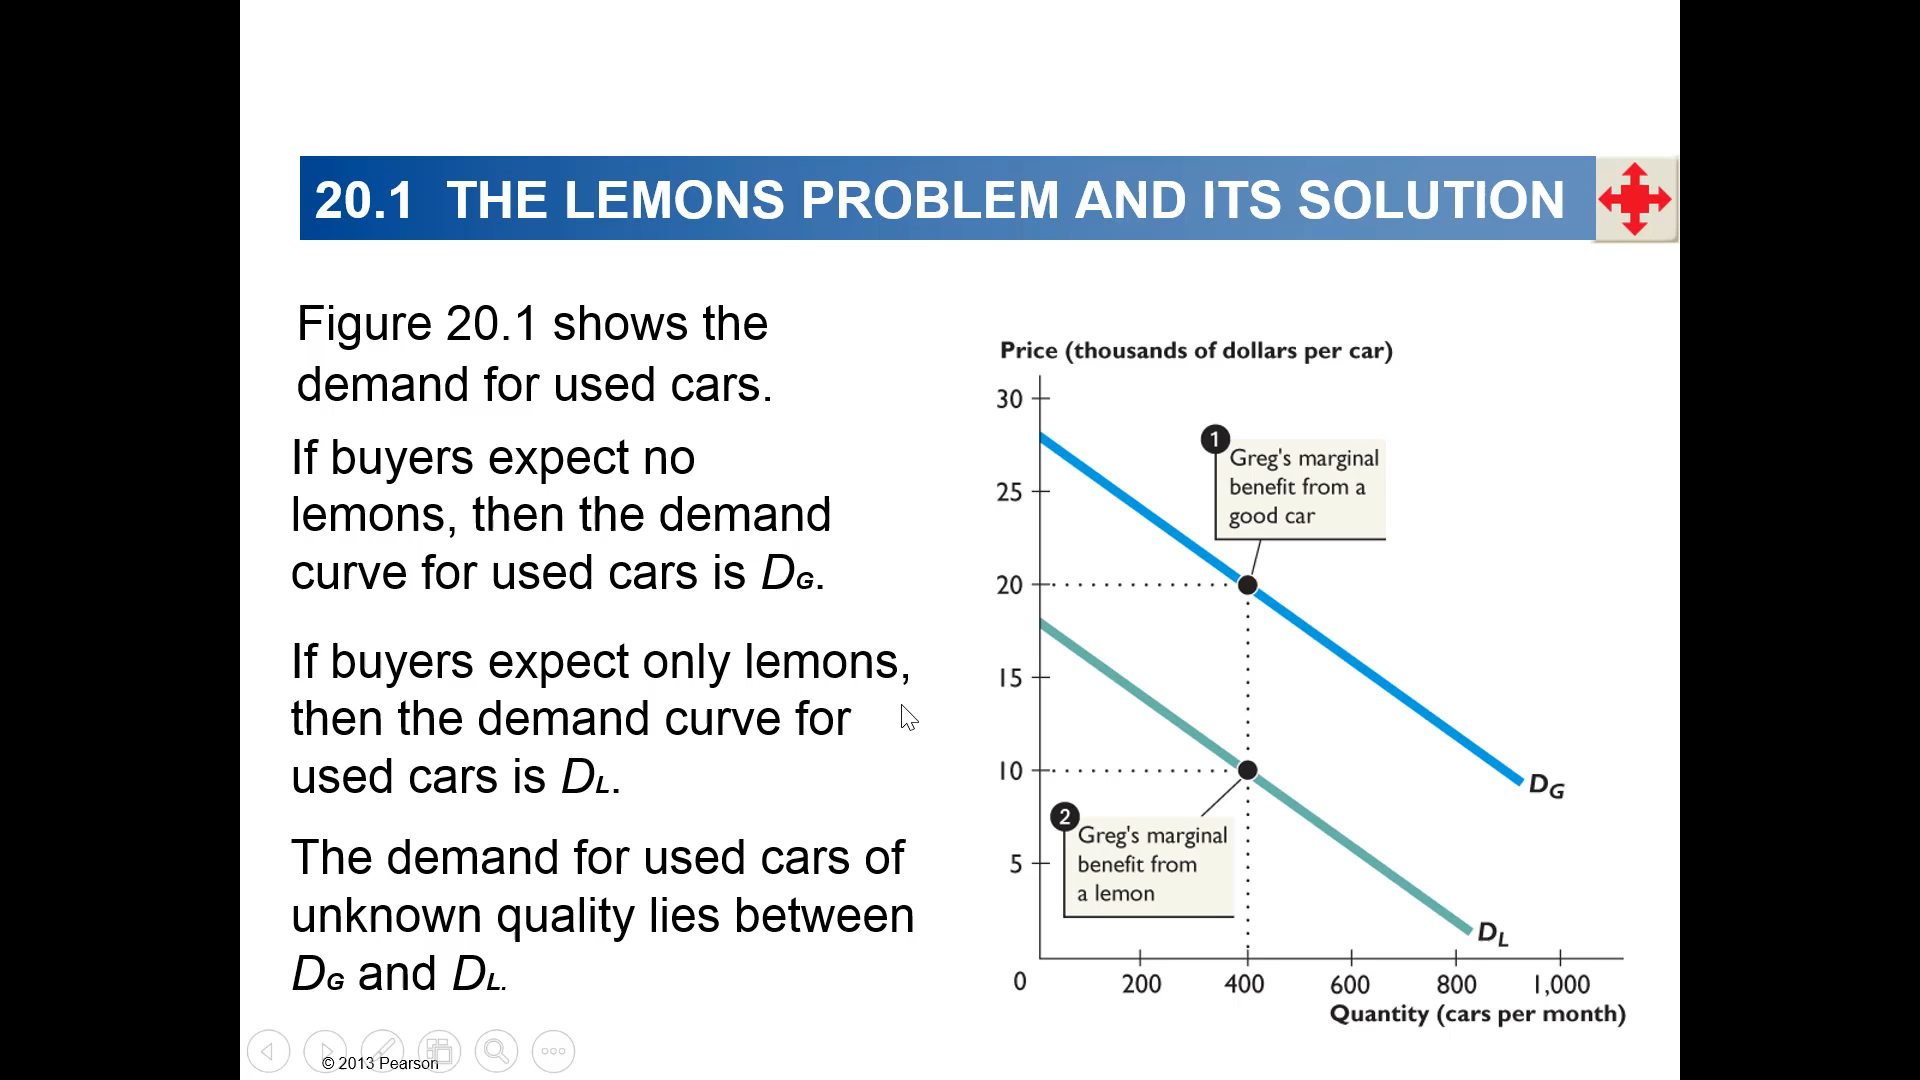 20.1 THE LEMONS PROBLEM AND ITS SOLUTION
Figure 20.1 shows the
demand for used cars.
If buyers expect no
lemons, then the demand
curve for used cars is DG.
If buyers expect only lemons,
then the demand curve for
used cars is DL.
The demand for used cars of
unknown quality lies between
DG and DL.
Price (thousands of dollars per car)
30
25
20
15
10
5
0
1
Greg's marginal
benefit from a
good car
2
Greg's marginal
benefit from
a lemon
DG
DL
200 400 600 800 1,000
Quantity (cars per month)
© 2013 Pearson